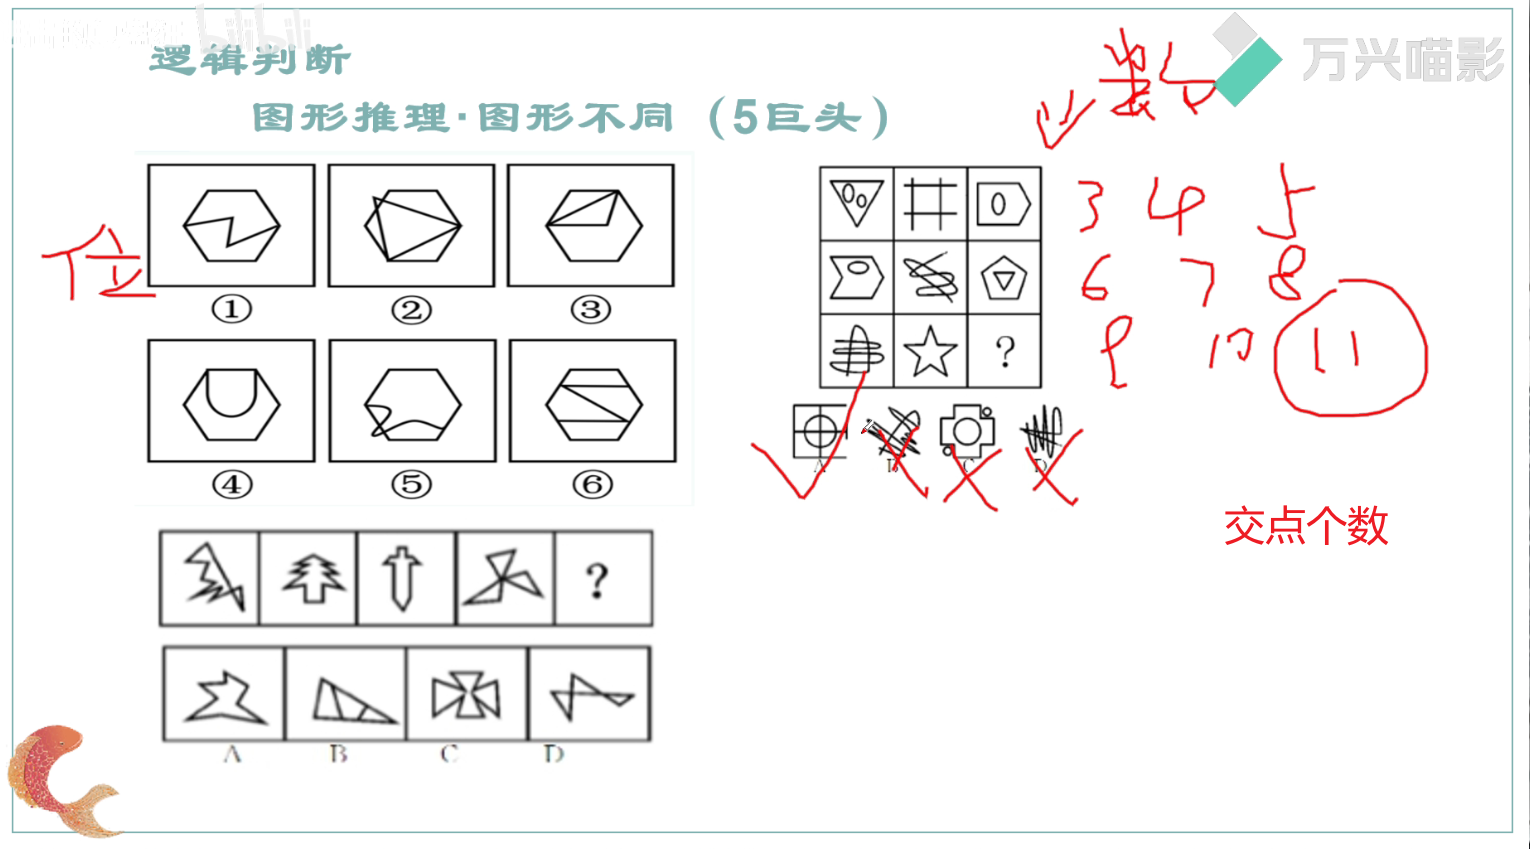 bilibili
万兴喵影
逻辑判断
图形推理·图形不同（5巨头）
数
位
① ② ③
④ ⑤ ⑥
3 4 5
6 7 8
9 10 11
?
A B C D
交点个数
?
A B C D